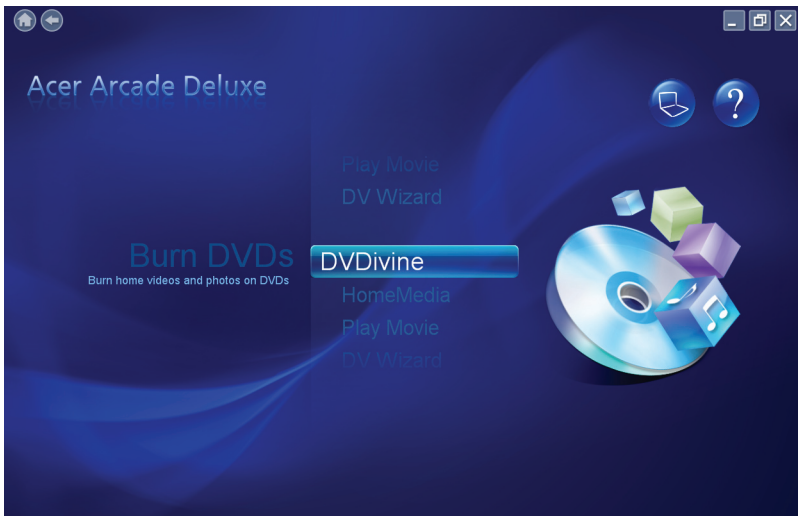 Acer Arcade Deluxe
?
Play Movie
DV Wizard
Burn DVDs
Burn home videos and photos on DVDs
DVDivine
HomeMedia
Play Movie
DV Wizard